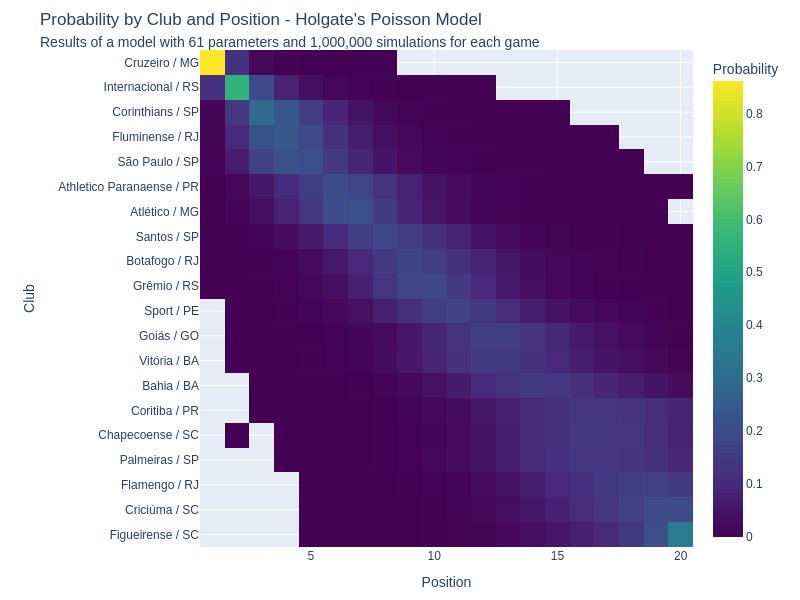 Probability by Club and Position - Holgate's Poisson Model
Results of a model with 61 parameters and 1,000,000 simulations for each game
Probability
Club
Cruzeiro / MG
Internacional / RS
Corinthians / SP
Fluminense / RJ
São Paulo / SP
Athletico Paranaense / PR
Atlético / MG
Santos / SP
Botafogo / RJ
Grêmio / RS
Sport / PE
Goiás / GO
Vitória / BA
Bahia / BA
Coritiba / PR
Chapecoense / SC
Palmeiras / SP
Flamengo / RJ
Criciúma / SC
Figueirense / SC
5 10 15 20
Position
0.8
0.7
0.6
0.5
0.4
0.3
0.2
0.1
0